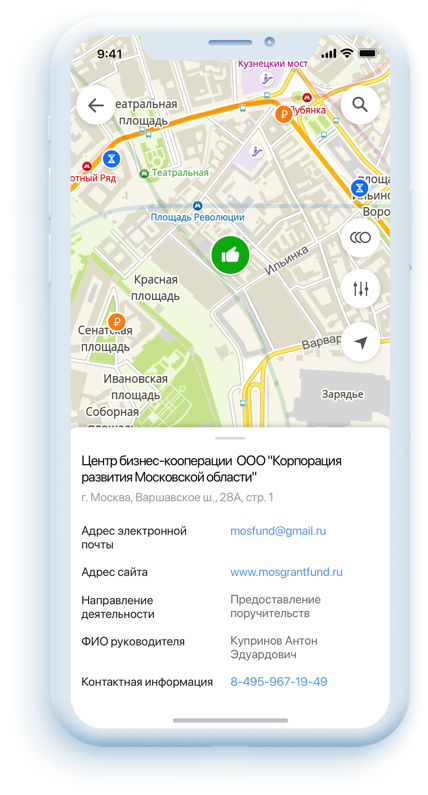 9:41
Кузнецкий мост
еатральная
площадь
Лубянка
₽
отный Ряд
Театральная
площа
Ильинс
Воро
Площадь Революции
Ильинка
Красная
площадь
₽
Сенатская
площадь
Варвар
Ивановская
площадь
Зарядье
Соборная
площадь
Центр бизнес-кооперации ООО "Корпорация
развития Московской области"
г. Москва, Варшавское ш., 28А, стр. 1
Адрес электронной
почты
mosfund@gmail.ru
Адрес сайта
www.mosgrantfund.ru
Направление
деятельности
Предоставление
поручительств
ФИО руководителя
Купринов Антон
Эдуардович
Контактная информация
8-495-967-19-49